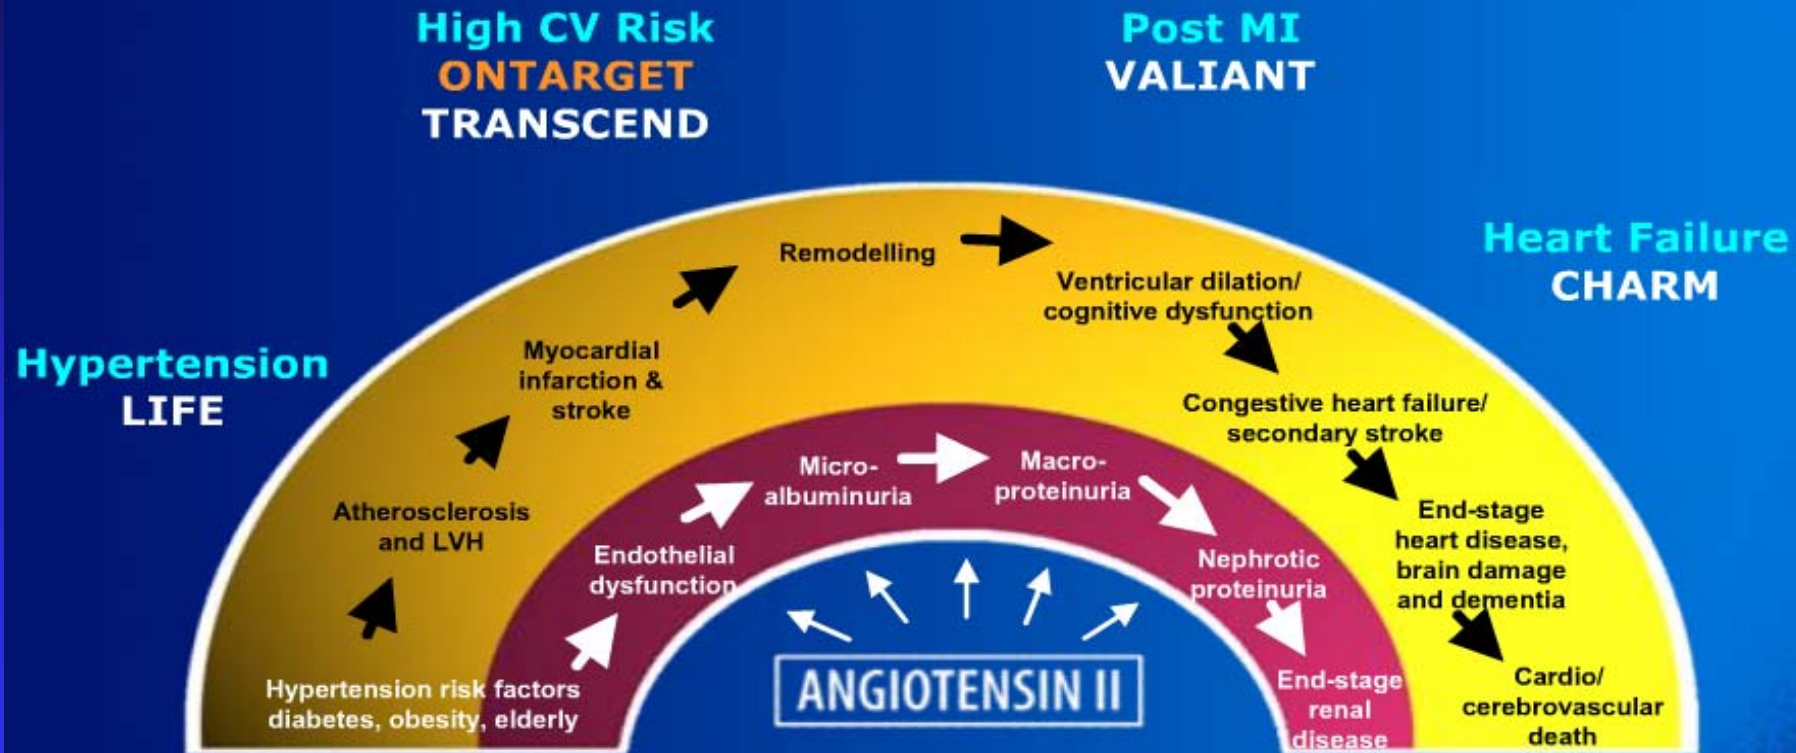 High CV Risk
ONTARGET
TRANSCEND
Post MI
VALIANT
Heart Failure
CHARM
Hypertension
LIFE
Hypertension risk factors
diabetes, obesity, elderly
Atherosclerosis
and LVH
Myocardial
infarction &
stroke
Remodelling
Ventricular dilation/
cognitive dysfunction
Congestive heart failure/
secondary stroke
End-stage
heart disease,
brain damage
and dementia
Cardio/
cerebrovascular
death
Endothelial
dysfunction
Micro-
albuminuria
Macro-
proteinuria
Nephrotic
proteinuria
End-stage
renal
disease
ANGIOTENSIN II